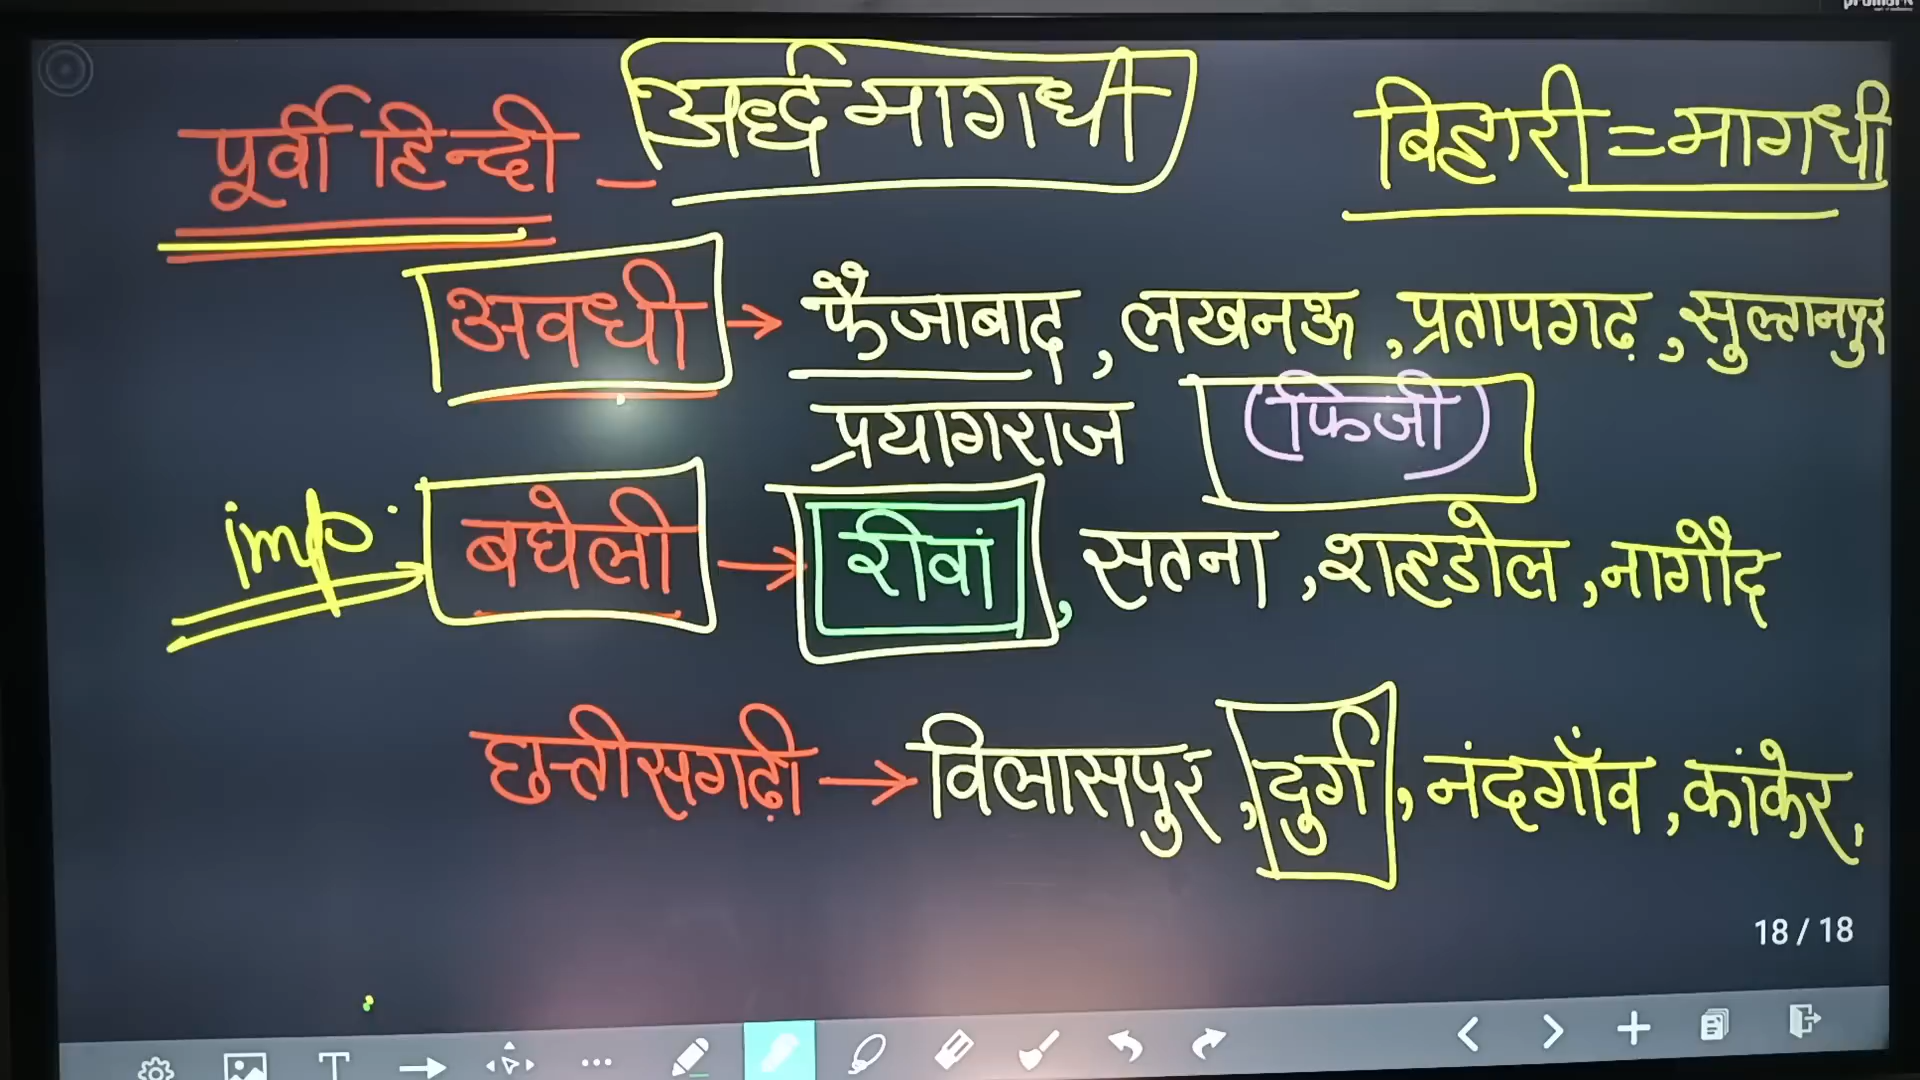 पूर्वी हिन्दी – अर्द्धमागधी
बिहारी = मागधी
अवधी → फैजाबाद, लखनऊ, प्रतापगढ़, सुल्तानपुर
प्रयागराज (फिजी)
imp. बघेली → रीवां, सतना, शहडोल, नागौद
छत्तीसगढ़ी → विलासपुर, दुर्ग, नंदगाँव, कांकेर,
18 / 18
T